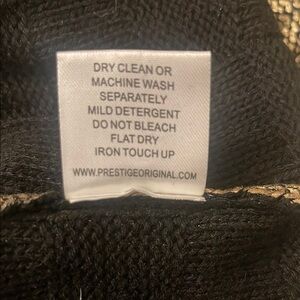 DRY CLEAN OR
MACHINE WASH
SEPARATELY
MILD DETERGENT
DO NOT BLEACH
FLAT DRY
IRON TOUCH UP
WWW.PRESTIGEORIGINAL.COM